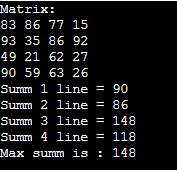 Matrix:
83 86 77 15
93 35 86 92
49 21 62 27
90 59 63 26
Summ 1 line = 90
Summ 2 line = 86
Summ 3 line = 148
Summ 4 line = 118
Max summ is : 148